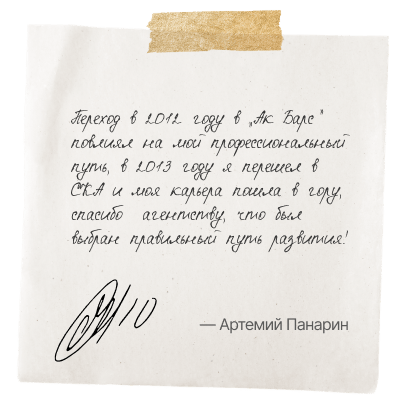 Переход в 2012 году в „Ак Барс"
повлиял на мой профессиональный
путь, в 2013 году я перешел в
СКА и моя карьера пошла в гору,
спасибо агентству, что был
выбран правильный путь развития!
— Артемий Панарин